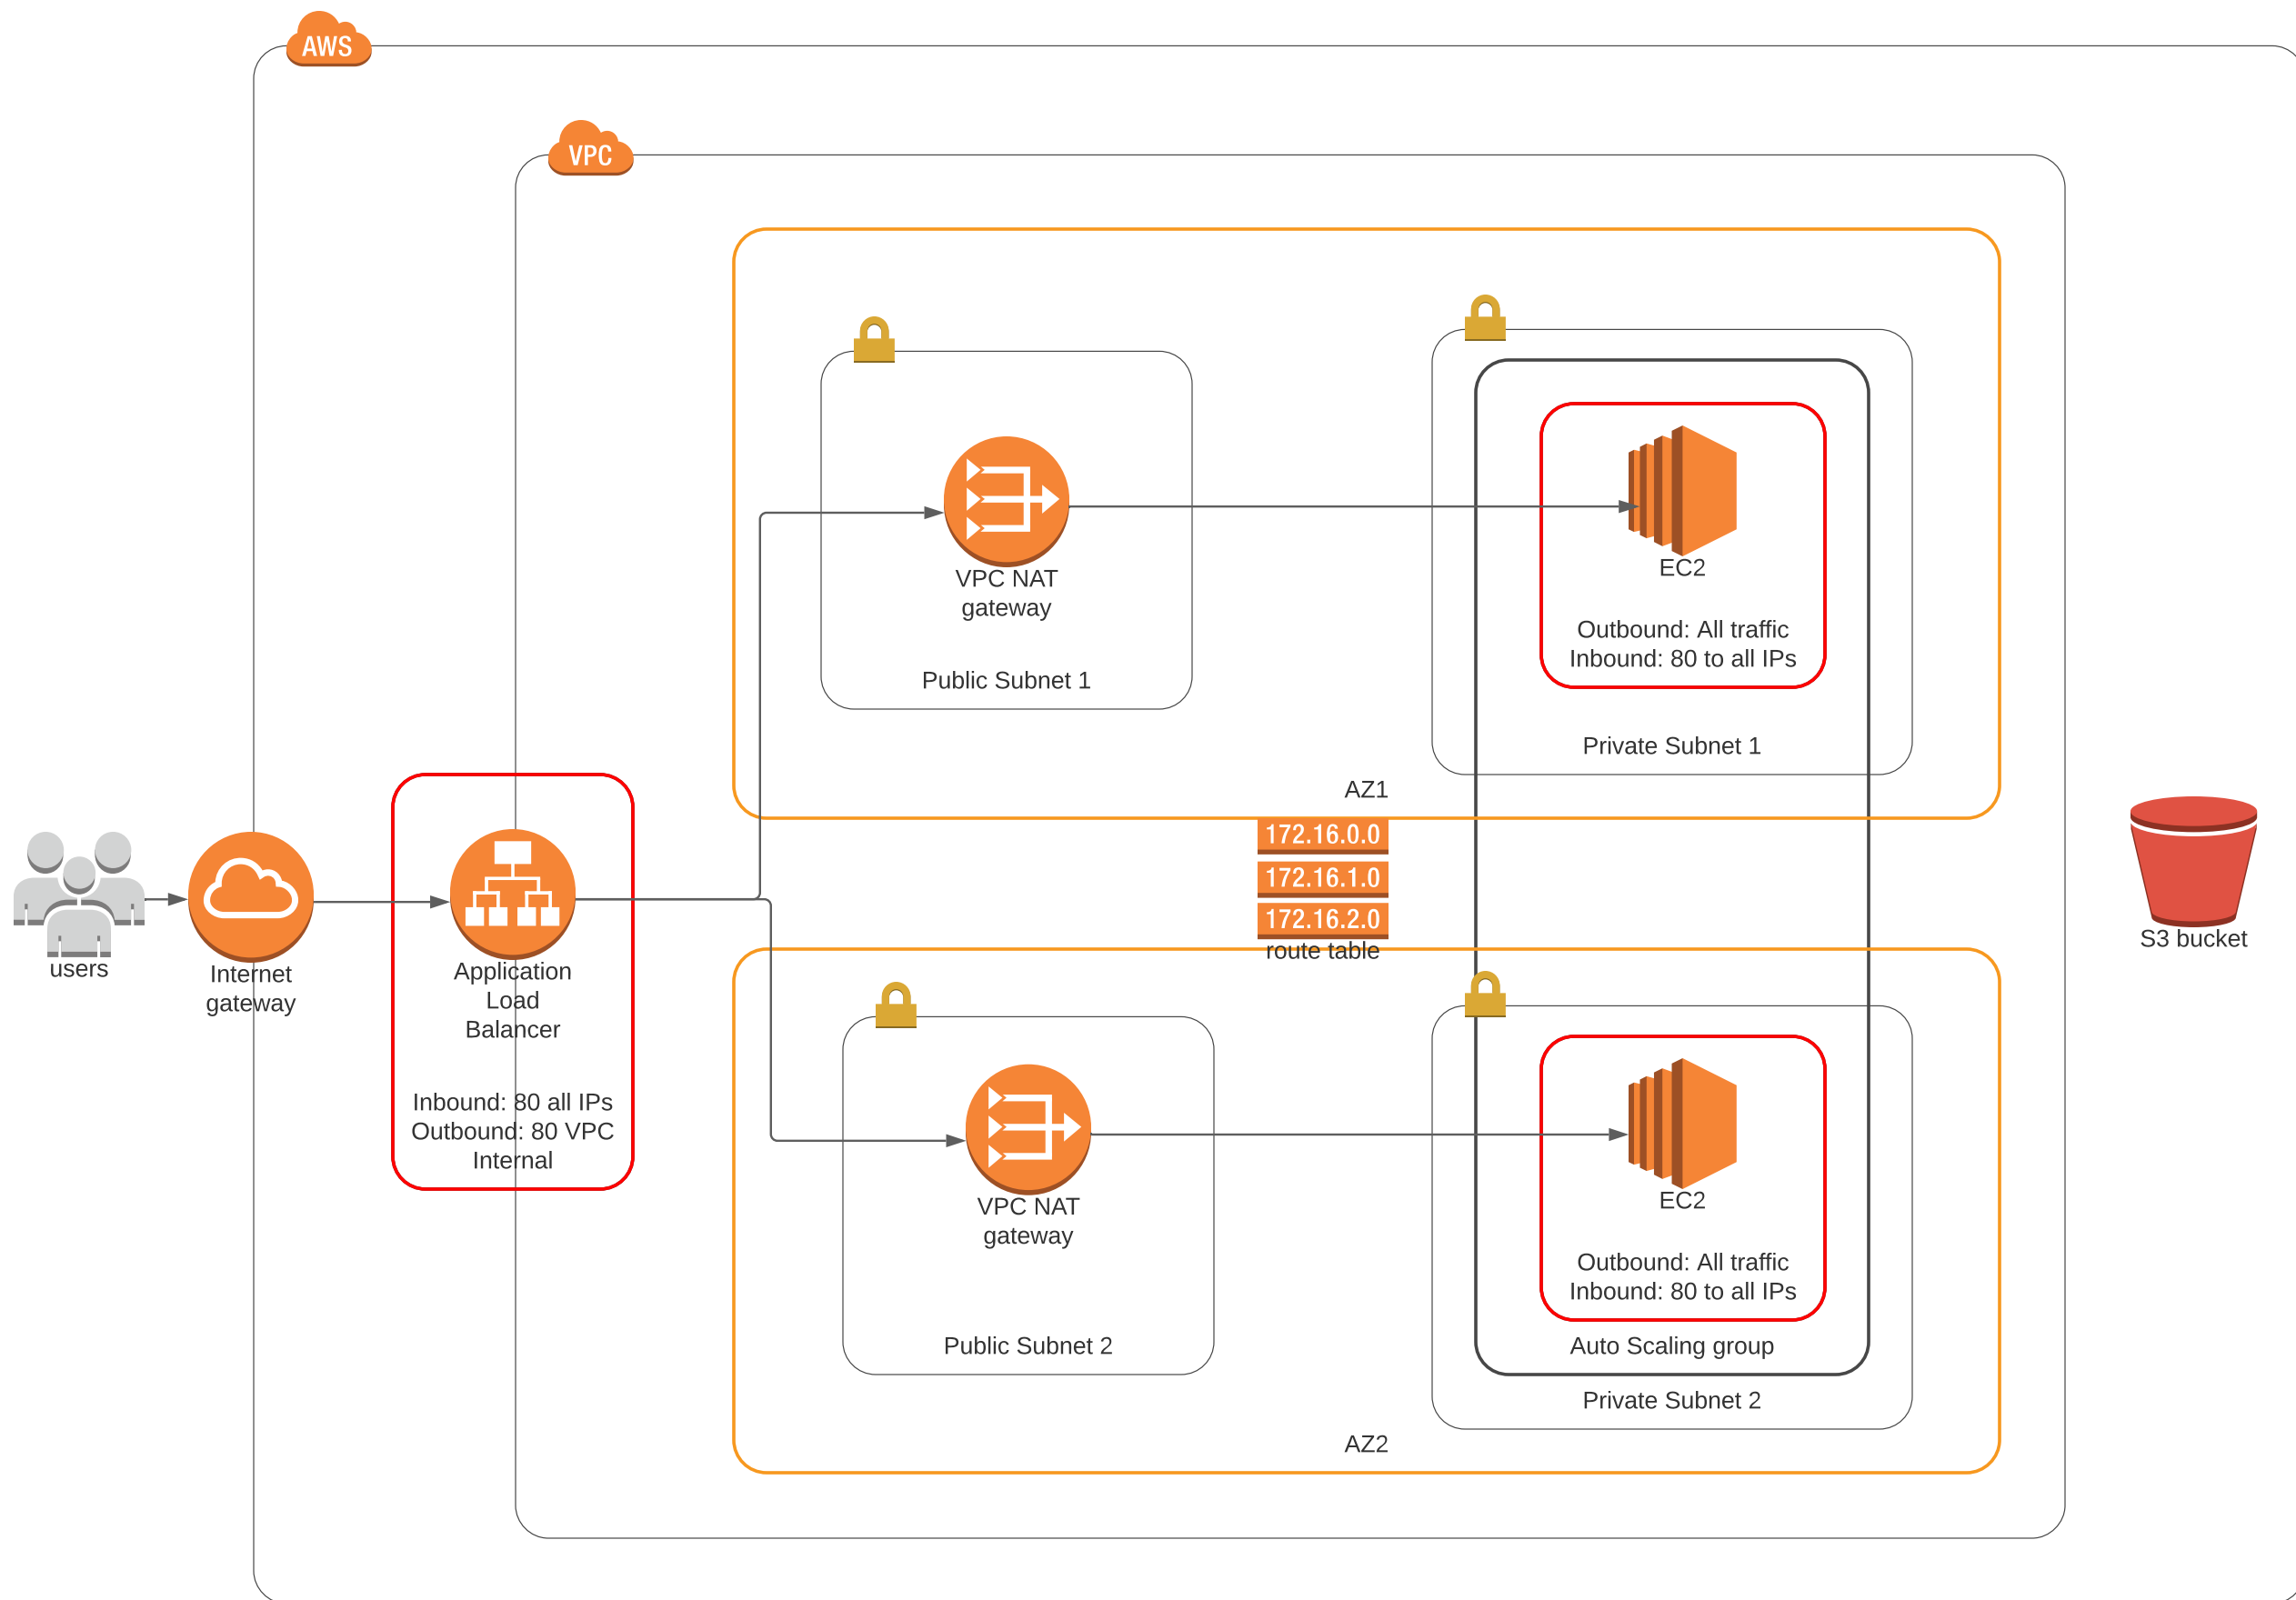 AWS
VPC
VPC NAT
gateway
Public Subnet 1
EC2
Outbound: All traffic
Inbound: 80 to all IPs
Private Subnet 1
AZ1
172.16.0.0
172.16.1.0
172.16.2.0
route table
users
Internet
gateway
Application
Load
Balancer
Inbound: 80 all IPs
Outbound: 80 VPC
Internal
S3 bucket
VPC NAT
gateway
Public Subnet 2
EC2
Outbound: All traffic
Inbound: 80 to all IPs
Auto Scaling group
Private Subnet 2
AZ2